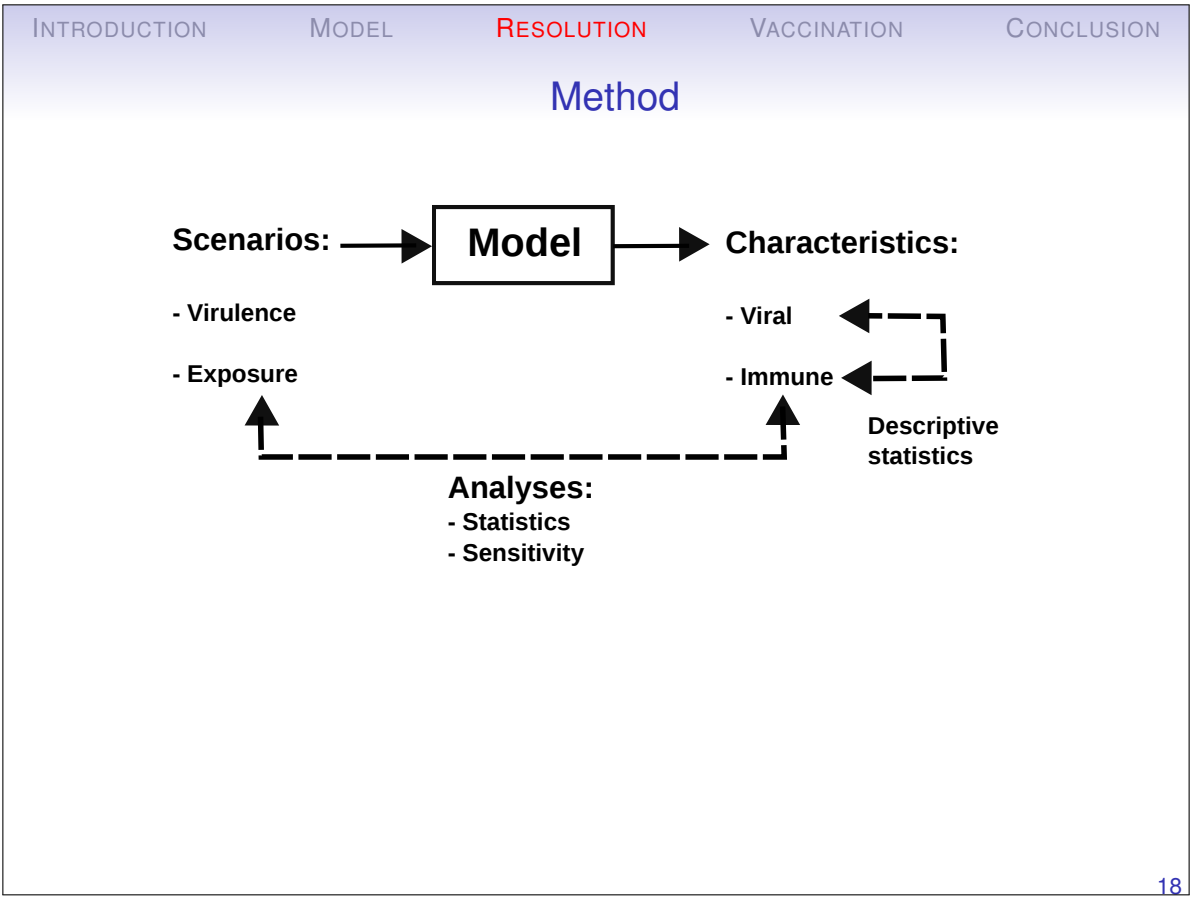 INTRODUCTION MODEL RESOLUTION VACCINATION CONCLUSION
Method
Scenarios: Model Characteristics:
- Virulence - Viral
- Exposure - Immune
Descriptive
statistics
Analyses:
- Statistics
- Sensitivity
18